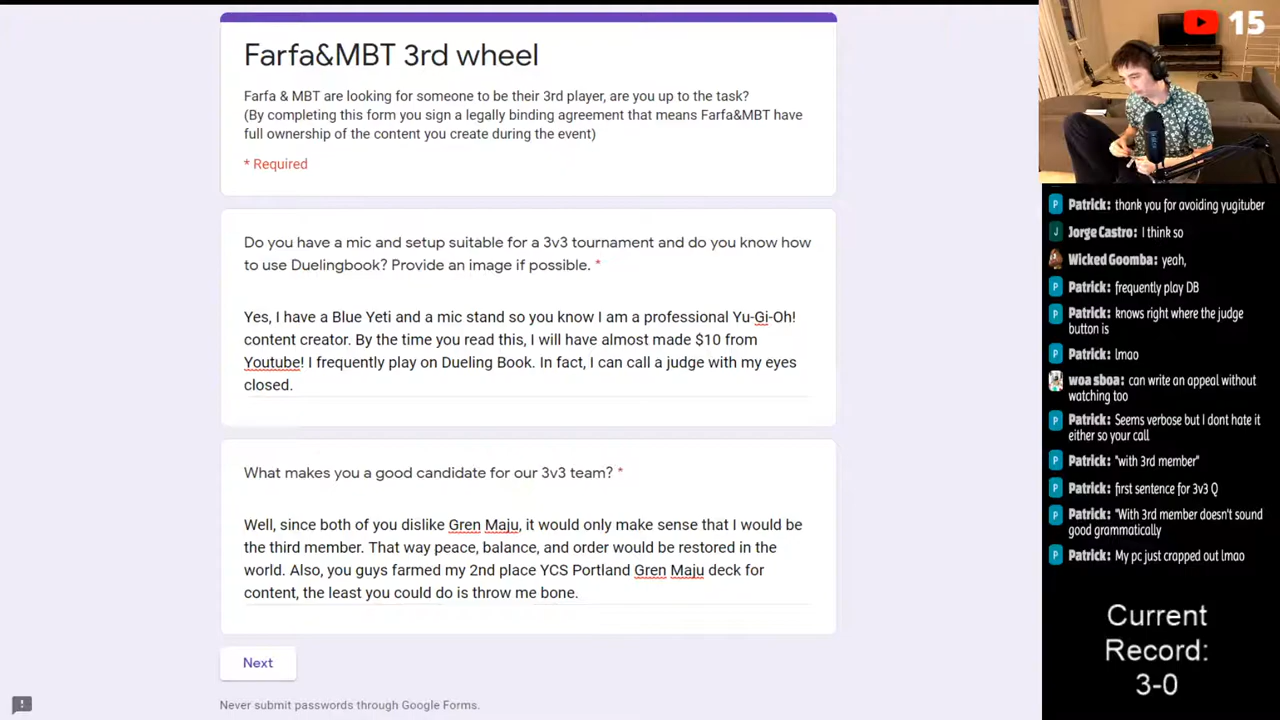 Farfa&MBT 3rd wheel
Farfa & MBT are looking for someone to be their 3rd player, are you up to the task?
(By completing this form you sign a legally binding agreement that means Farfa&MBT have
full ownership of the content you create during the event)
* Required
Do you have a mic and setup suitable for a 3v3 tournament and do you know how
to use Duelingbook? Provide an image if possible. *
Yes, I have a Blue Yeti and a mic stand so you know I am a professional Yu-Gi-Oh!
content creator. By the time you read this, I will have almost made $10 from
Youtube! I frequently play on Dueling Book. In fact, I can call a judge with my eyes
closed.
What makes you a good candidate for our 3v3 team? *
Well, since both of you dislike Gren Maju, it would only make sense that I would be
the third member. That way peace, balance, and order would be restored in the
world. Also, you guys farmed my 2nd place YCS Portland Gren Maju deck for
content, the least you could do is throw me bone.
Next
Never submit passwords through Google Forms.
15
P Patrick: thank you for avoiding yugituber
J Jorge Castro: I think so
Wicked Goomba: yeah,
P Patrick: frequently play DB
P Patrick: knows right where the judge
button is
P Patrick: lmao
woa sboa: can write an appeal without
watching too
P Patrick: Seems verbose but I dont hate it
either so your call
P Patrick: "with 3rd member"
P Patrick: first sentence for 3v3 Q
P Patrick: "With 3rd member doesn't sound
good grammatically
P Patrick: My pc just crapped out lmao
Current
Record:
3-0